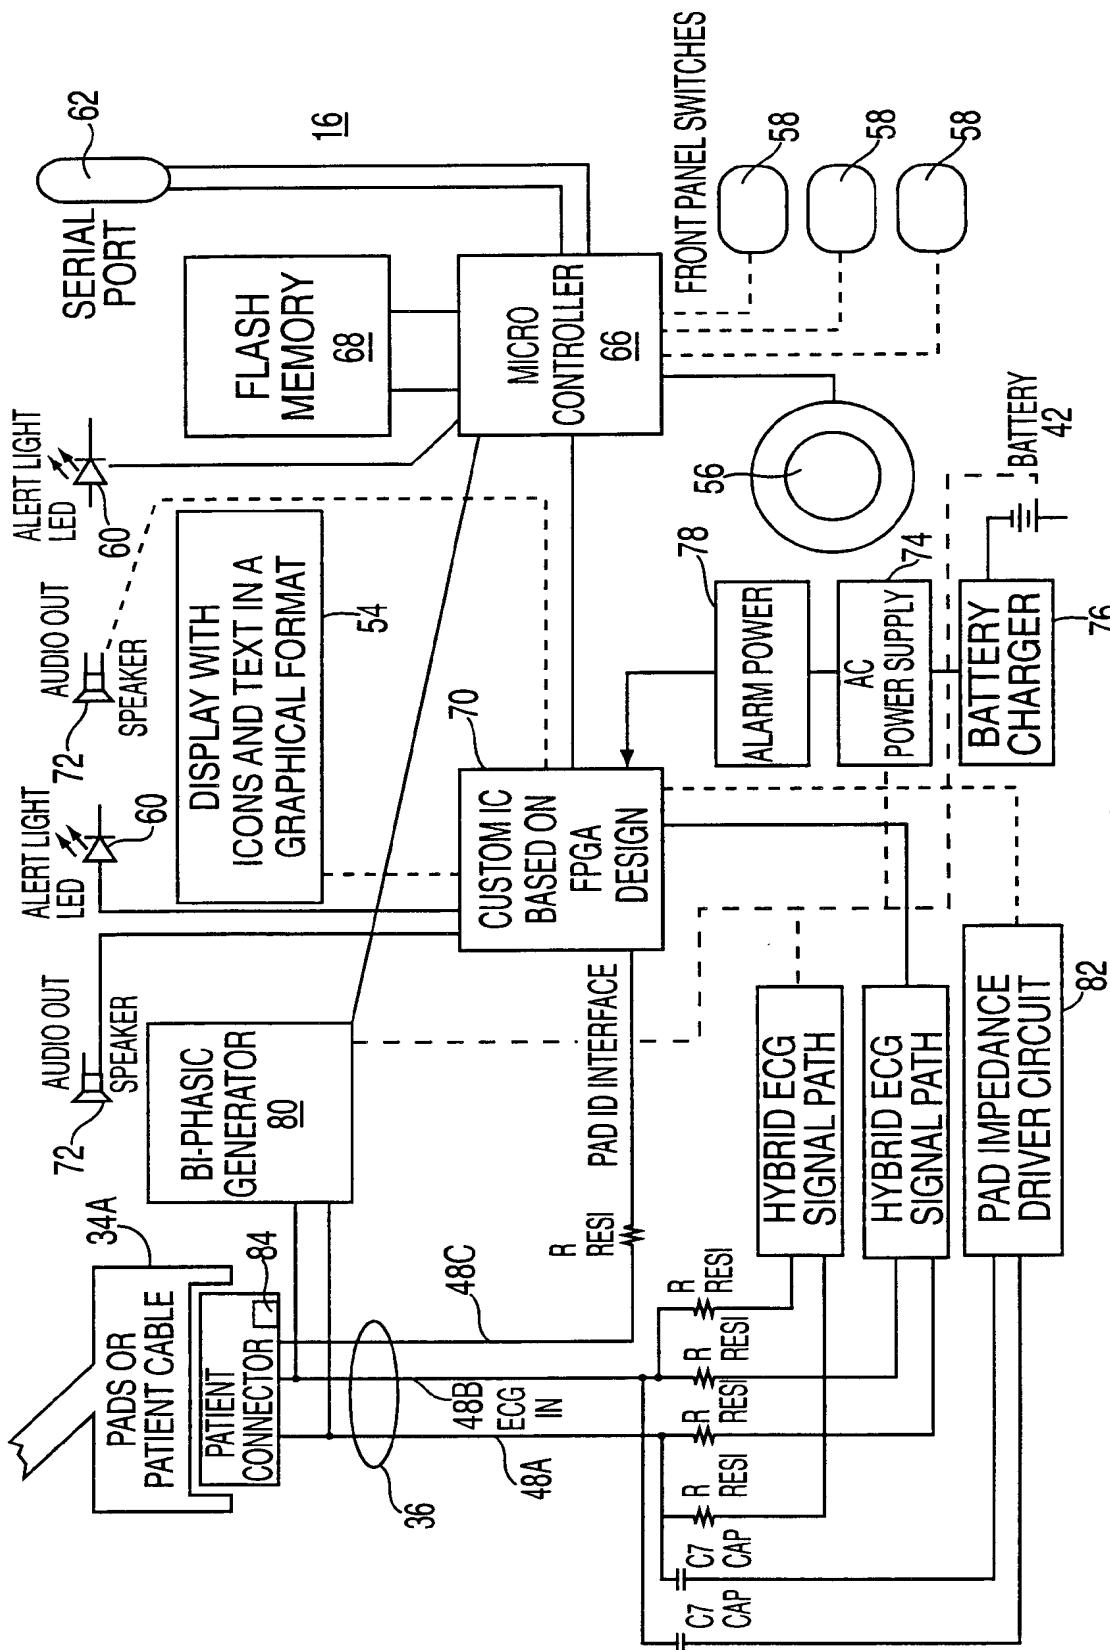 34A
PADS OR
PATIENT CABLE
PATIENT
CONNECTOR
84
36
48C
48B
ECG
IN
48A
72
AUDIO OUT
SPEAKER
BI-PHASIC
GENERATOR
80
ALERT LIGHT
LED
60
72
AUDIO OUT
SPEAKER
ALERT LIGHT
LED
60
DISPLAY WITH
ICONS AND TEXT IN A
GRAPHICAL FORMAT
54
SERIAL
PORT
62
16
FLASH
MEMORY
68
MICRO
CONTROLLER
66
70
CUSTOM IC
BASED ON
FPGA
DESIGN
PAD ID INTERFACE
R
RESI
FRONT PANEL SWITCHES
58
58
58
56
78
ALARM POWER
74
AC
POWER SUPPLY
BATTERY
CHARGER
76
BATTERY
42
R
RESI
R
RESI
R
RESI
R
RESI
C7
CAP
C7
CAP
HYBRID ECG
SIGNAL PATH
HYBRID ECG
SIGNAL PATH
PAD IMPEDANCE
DRIVER CIRCUIT
82